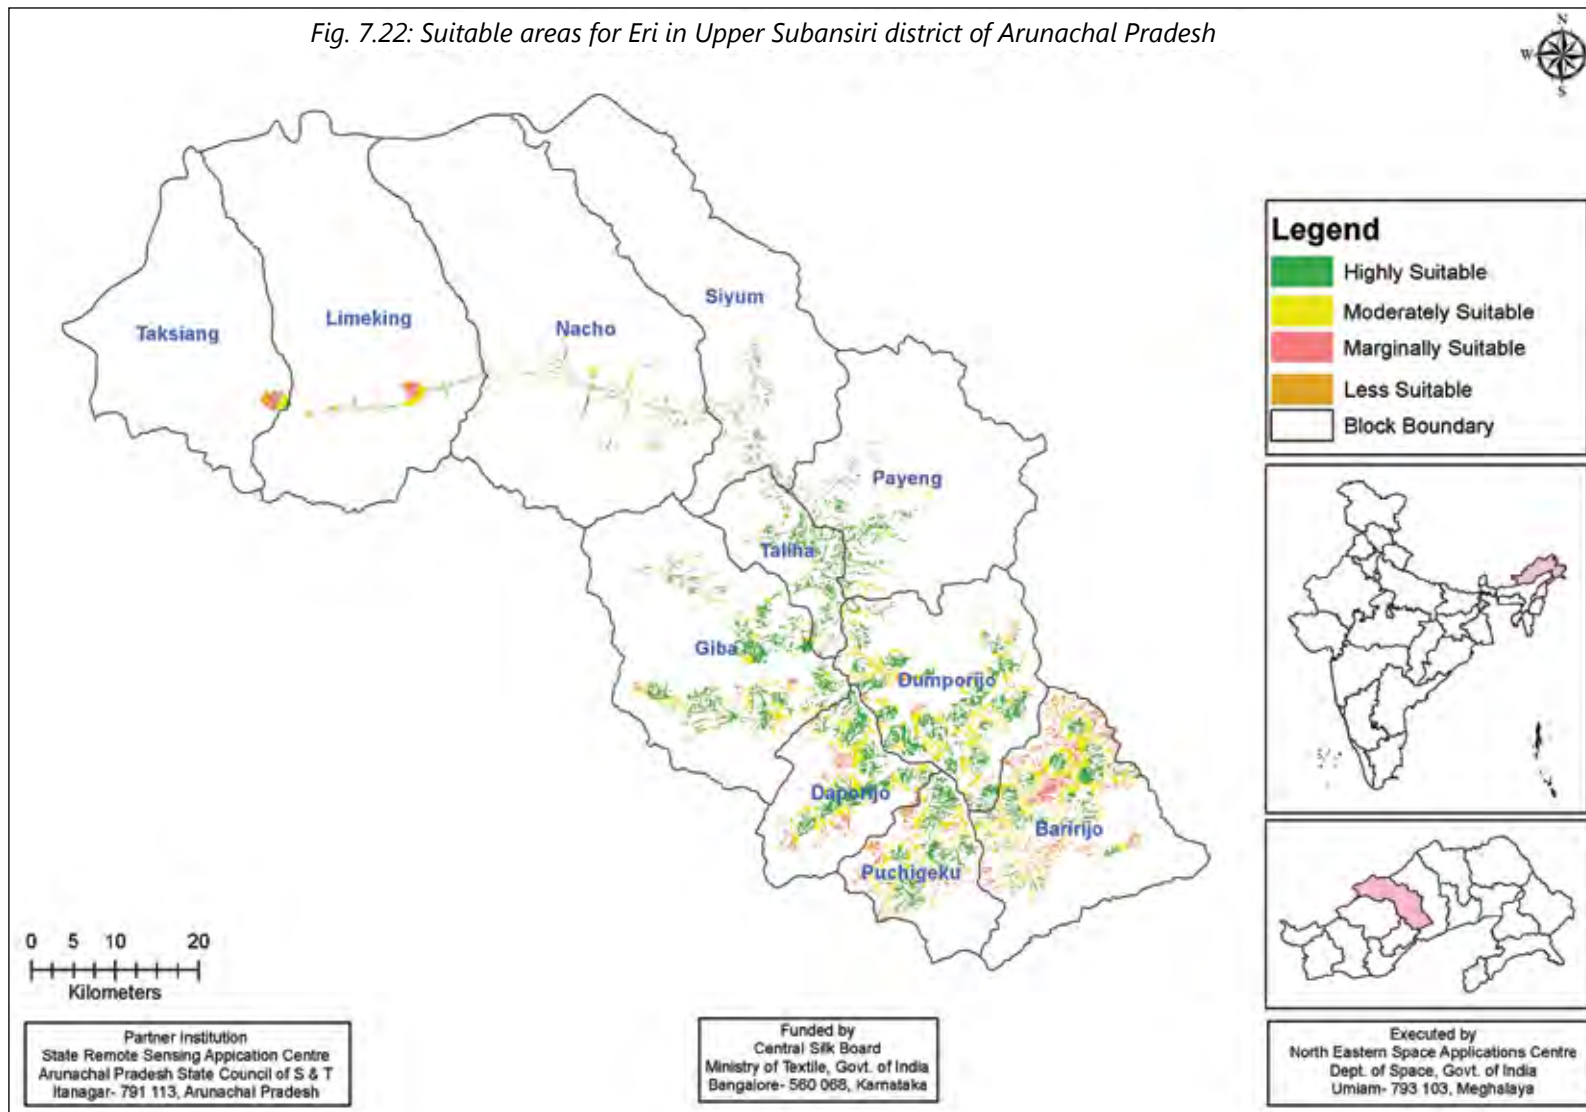 Fig. 7.22: Suitable areas for Eri in Upper Subansiri district of Arunachal Pradesh
N
W
S
Legend
Highly Suitable
Moderately Suitable
Marginally Suitable
Less Suitable
Block Boundary
Siyum
Limeking
Nacho
Taksiang
Payeng
Taliha
Giba
Dumporijo
Daporijo
Baririjo
Puchigeku
0 5 10 20
Kilometers
Partner Institution
State Remote Sensing Appication Centre
Arunachal Pradesh State Council of S & T
Itanagar- 791 113, Arunachal Pradesh
Funded by
Central Silk Board
Ministry of Textile, Govt. of India
Bangalore- 560 068, Karnataka
Executed by
North Eastern Space Applications Centre
Dept. of Space, Govt. of India
Umiam- 793 103, Meghalaya